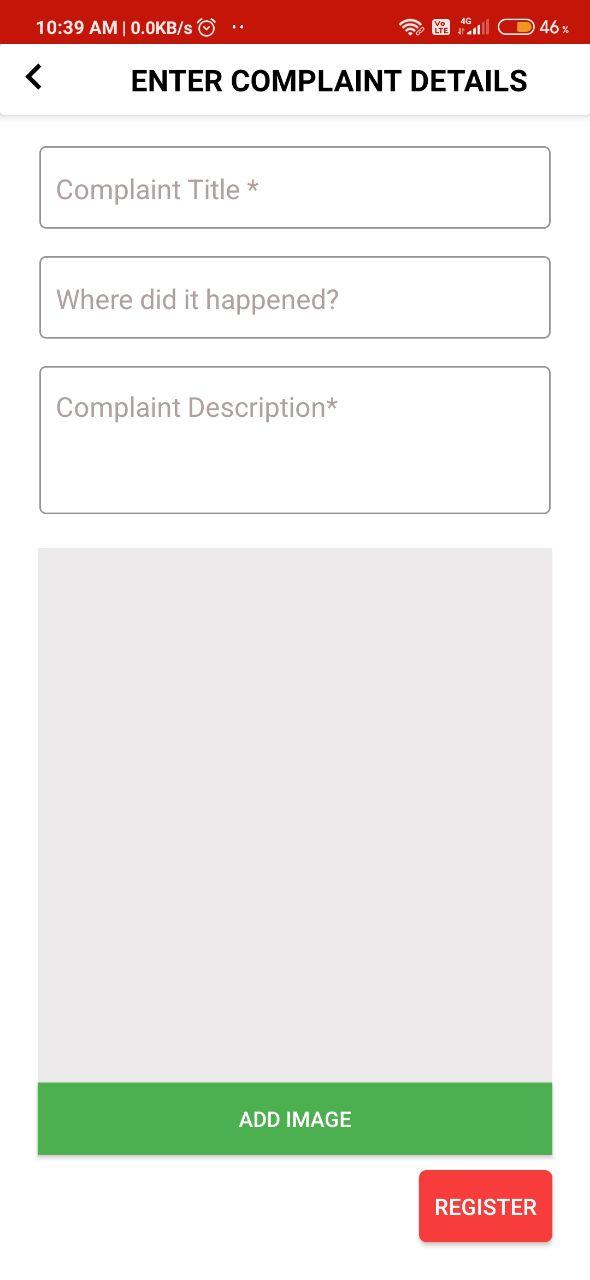 10:39 AM | 0.0KB/s
Vo LTE 4G 46%
ENTER COMPLAINT DETAILS
Complaint Title *
Where did it happened?
Complaint Description*
ADD IMAGE
REGISTER